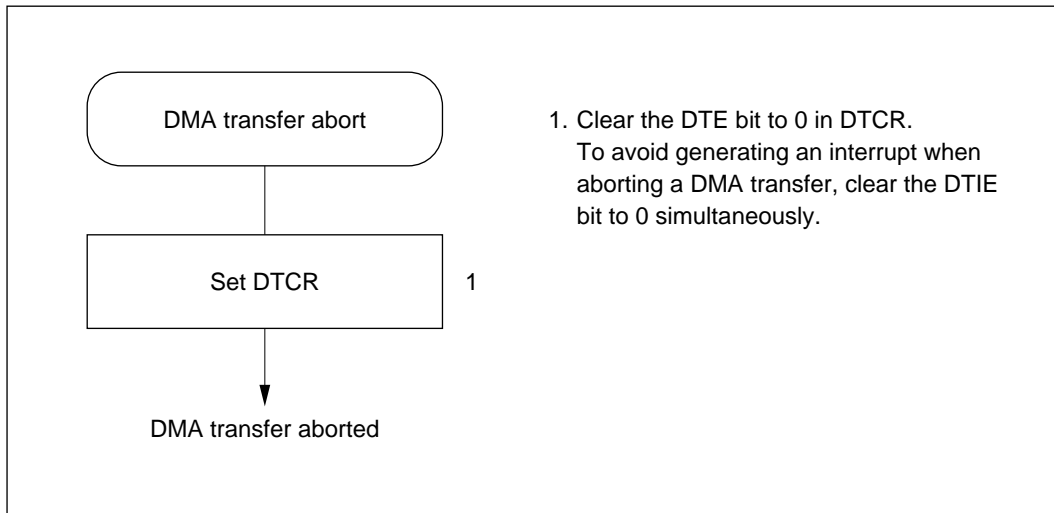 DMA transfer abort
Set DTCR
1
DMA transfer aborted
1. Clear the DTE bit to 0 in DTCR.
To avoid generating an interrupt when
aborting a DMA transfer, clear the DTIE
bit to 0 simultaneously.